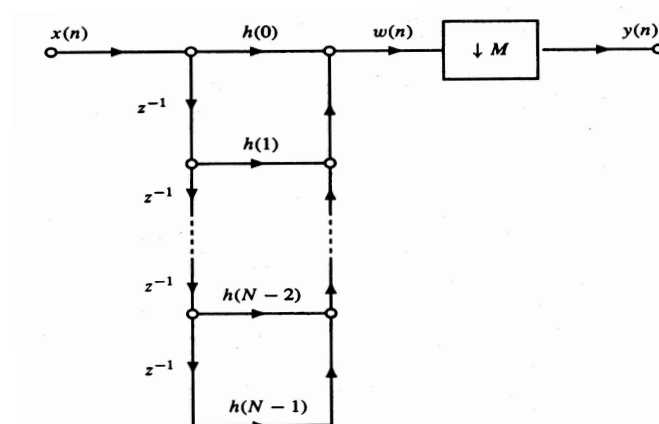 x(n) h(0) w(n) ↓ M y(n)
z⁻¹
h(1)
z⁻¹
z⁻¹ h(N − 2)
z⁻¹
h(N − 1)